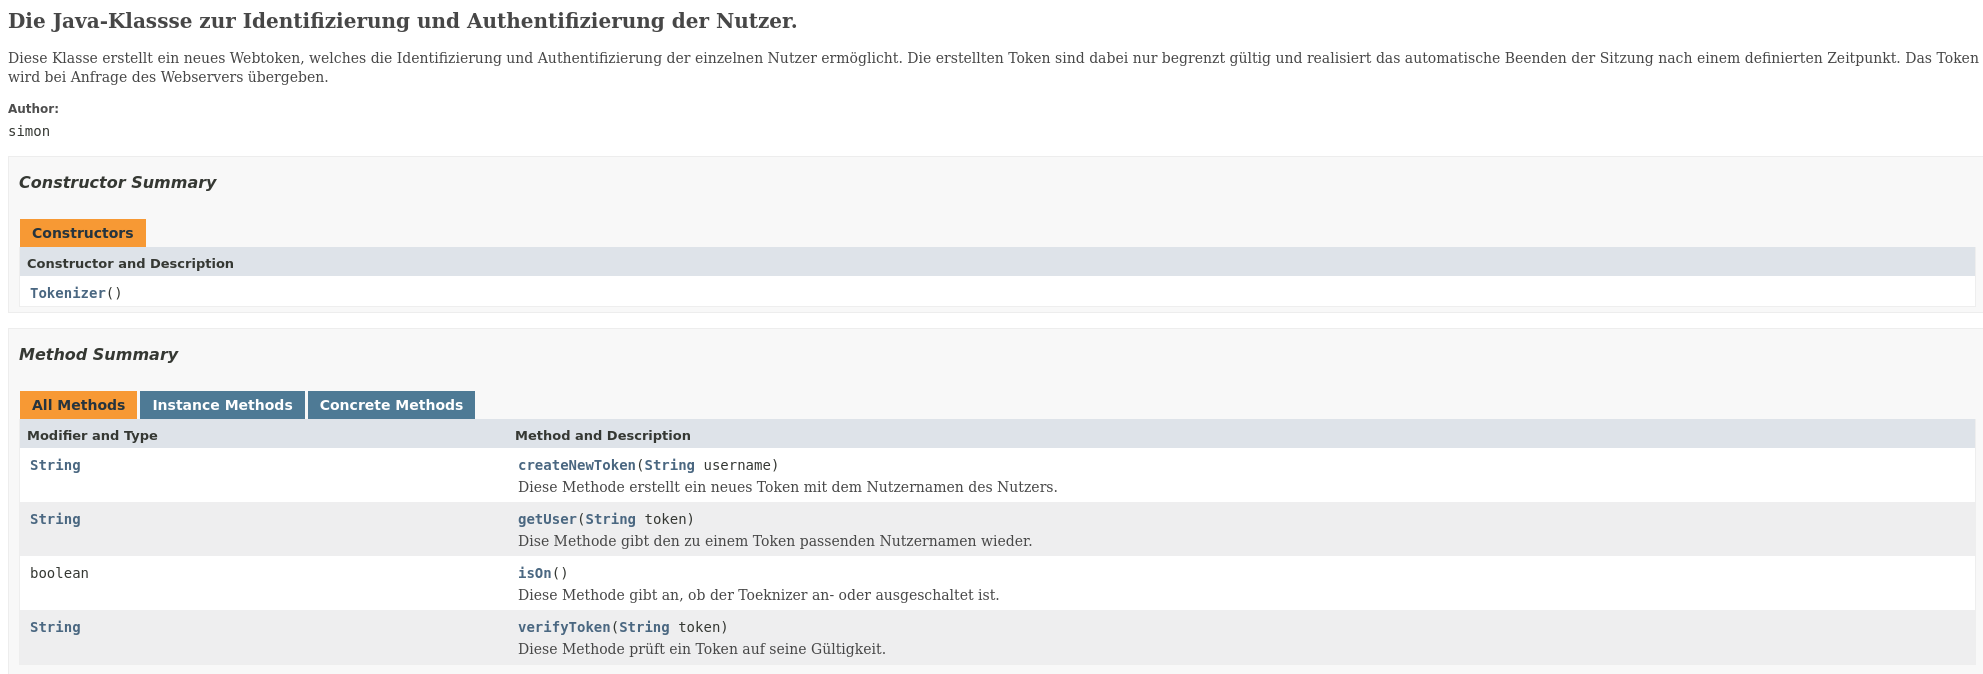 Die Java-Klassse zur Identifizierung und Authentifizierung der Nutzer.
Diese Klasse erstellt ein neues Webtoken, welches die Identifizierung und Authentifizierung der einzelnen Nutzer ermöglicht. Die erstellten Token sind dabei nur begrenzt gültig und realisiert das automatische Beenden der Sitzung nach einem definierten Zeitpunkt. Das Token
wird bei Anfrage des Webservers übergeben.
Author:
simon
Constructor Summary
Constructors
Constructor and Description
Tokenizer()
Method Summary
All Methods Instance Methods Concrete Methods
Modifier and Type Method and Description
String createNewToken(String username)
Diese Methode erstellt ein neues Token mit dem Nutzernamen des Nutzers.
String getUser(String token)
Dise Methode gibt den zu einem Token passenden Nutzernamen wieder.
boolean isOn()
Diese Methode gibt an, ob der Toeknizer an- oder ausgeschaltet ist.
String verifyToken(String token)
Diese Methode prüft ein Token auf seine Gültigkeit.